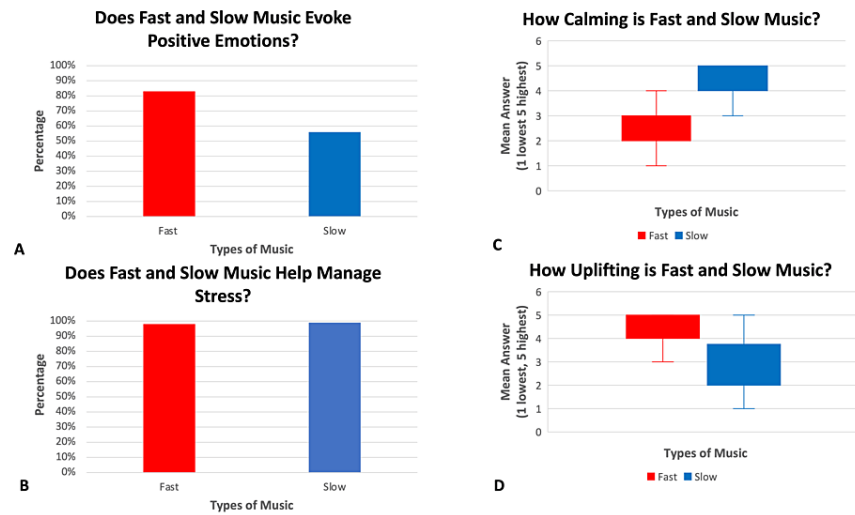 Does Fast and Slow Music Evoke
Positive Emotions?
100%
90%
80%
70%
60%
50%
40%
30%
20%
10%
0%
Percentage
Fast
Slow
Types of Music
A
Does Fast and Slow Music Help Manage
Stress?
100%
90%
80%
70%
60%
50%
40%
30%
20%
10%
0%
Percentage
Fast
Slow
Types of Music
B
How Calming is Fast and Slow Music?
6
5
4
3
2
1
0
Mean Answer
(1 lowest 5 highest)
Types of Music
Fast Slow
C
How Uplifting is Fast and Slow Music?
6
5
4
3
2
1
0
Mean Answer
(1 lowest, 5 highest)
Types of Music
Fast Slow
D